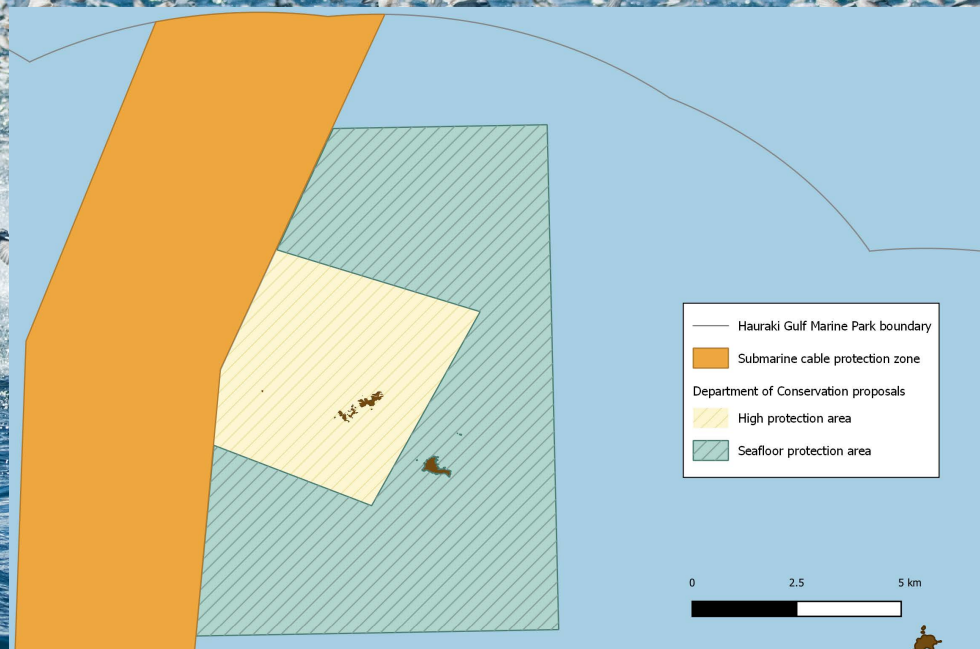 Hauraki Gulf Marine Park boundary
Submarine cable protection zone
Department of Conservation proposals
High protection area
Seafloor protection area
0 2.5 5 km